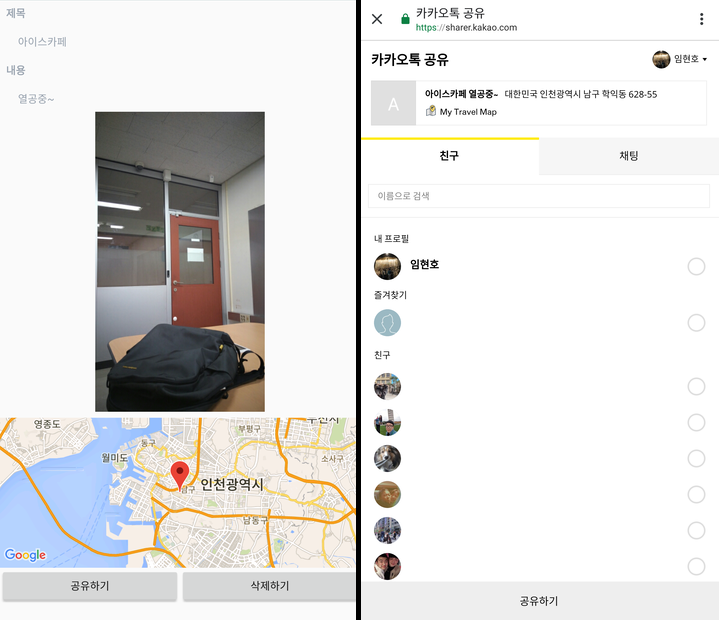 제목
아이스카페
내용
열공중~
영종도
부천시
부평구
동구
월미도
소사구
인천광역시
남구
남동구
Google
공유하기
삭제하기
카카오톡 공유
https://sharer.kakao.com
카카오톡 공유
임현호
A
아이스카페 열공중~ 대한민국 인천광역시 남구 학익동 628-55
My Travel Map
친구
채팅
이름으로 검색
내 프로필
임현호
즐겨찾기
친구
공유하기